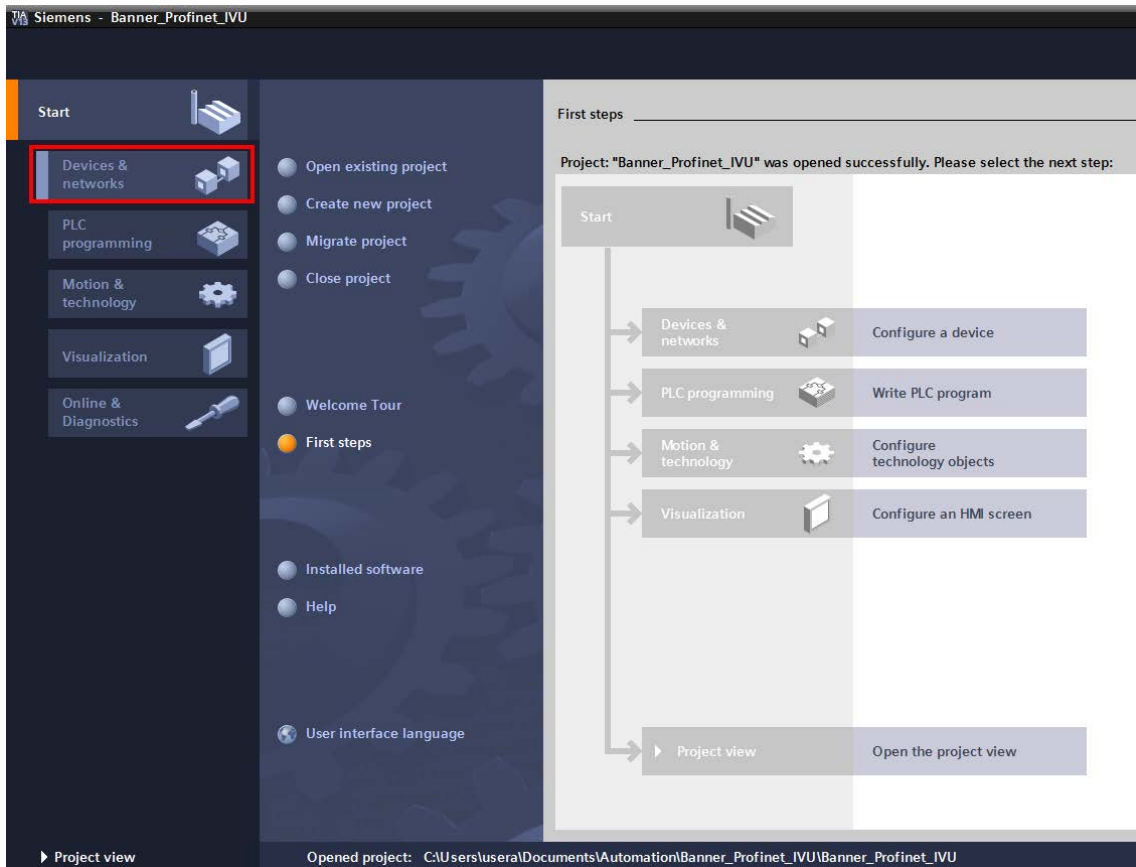 TIA V13 Siemens - Banner_Profinet_IVU
Start
Devices &
networks
PLC
programming
Motion &
technology
Visualization
Online &
Diagnostics
Project view
Open existing project
Create new project
Migrate project
Close project
Welcome Tour
First steps
Installed software
Help
User interface language
First steps
Project: "Banner_Profinet_IVU" was opened successfully. Please select the next step:
Start
Devices &
networks
Configure a device
PLC programming
Write PLC program
Motion &
technology
Configure
technology objects
Visualization
Configure an HMI screen
Project view
Open the project view
Opened project: C:\Users\usera\Documents\Automation\Banner_Profinet_IVU\Banner_Profinet_IVU